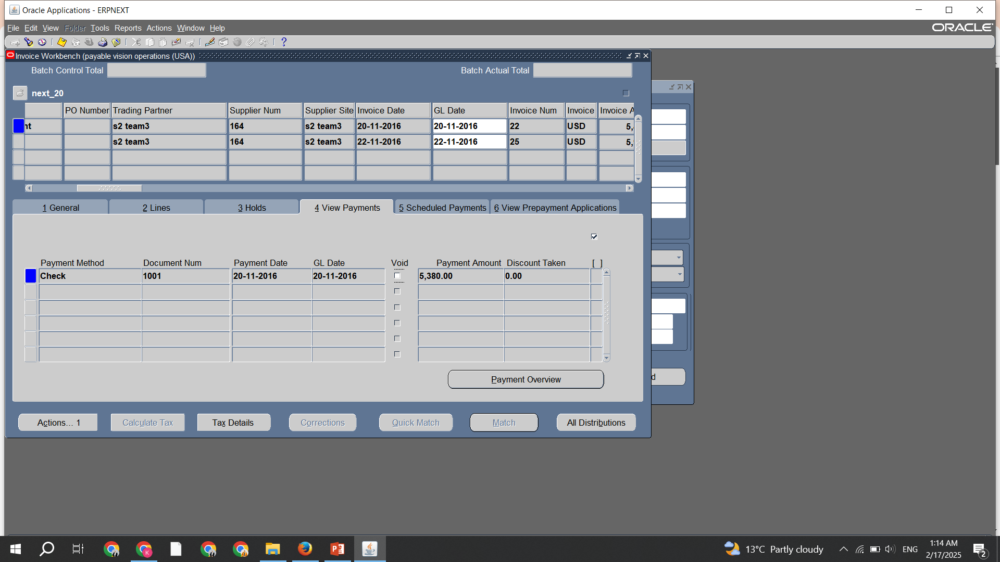 Oracle Applications - ERPNEXT
File Edit View Folder Tools Reports Actions Window Help
ORACLE
Invoice Workbench (payable vision operations (USA))
Batch Control Total
Batch Actual Total
next_20
PO Number Trading Partner Supplier Num Supplier Site Invoice Date GL Date Invoice Num Invoice Invoice A
nt s2 team3 164 s2 team3 20-11-2016 20-11-2016 22 USD 5,
s2 team3 164 s2 team3 22-11-2016 22-11-2016 25 USD 5,
1 General 2 Lines 3 Holds 4 View Payments 5 Scheduled Payments 6 View Prepayment Applications
Payment Method Document Num Payment Date GL Date Void Payment Amount Discount Taken [ ]
Check 1001 20-11-2016 20-11-2016 5,380.00 0.00
Payment Overview
d
Actions... 1 Calculate Tax Tax Details Corrections Quick Match Match All Distributions
13°C Partly cloudy
ENG
1:14 AM
2/17/2025
2